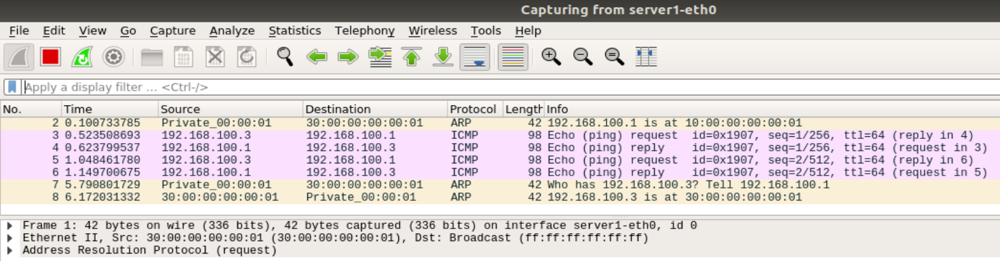 Capturing from server1-eth0
File Edit View Go Capture Analyze Statistics Telephony Wireless Tools Help
Apply a display filter ... <Ctrl-/>
No. Time Source Destination Protocol Length Info
2 0.100733785 Private_00:00:01 30:00:00:00:00:01 ARP 42 192.168.100.1 is at 10:00:00:00:00:01
3 0.523508693 192.168.100.3 192.168.100.1 ICMP 98 Echo (ping) request id=0x1907, seq=1/256, ttl=64 (reply in 4)
4 0.623799537 192.168.100.1 192.168.100.3 ICMP 98 Echo (ping) reply id=0x1907, seq=1/256, ttl=64 (request in 3)
5 1.048461780 192.168.100.3 192.168.100.1 ICMP 98 Echo (ping) request id=0x1907, seq=2/512, ttl=64 (reply in 6)
6 1.149700675 192.168.100.1 192.168.100.3 ICMP 98 Echo (ping) reply id=0x1907, seq=2/512, ttl=64 (request in 5)
7 5.790801729 Private_00:00:01 30:00:00:00:00:01 ARP 42 Who has 192.168.100.3? Tell 192.168.100.1
8 6.172031332 30:00:00:00:00:01 Private_00:00:01 ARP 42 192.168.100.3 is at 30:00:00:00:00:01
Frame 1: 42 bytes on wire (336 bits), 42 bytes captured (336 bits) on interface server1-eth0, id 0
Ethernet II, Src: 30:00:00:00:00:01 (30:00:00:00:00:01), Dst: Broadcast (ff:ff:ff:ff:ff:ff)
Address Resolution Protocol (request)